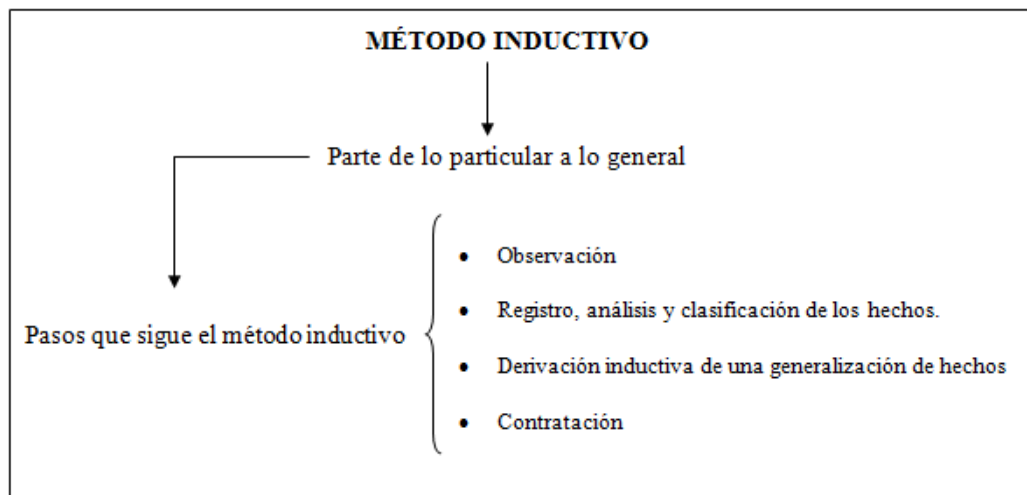 MÉTODO INDUCTIVO
Parte de lo particular a lo general
Pasos que sigue el método inductivo
• Observación
• Registro, análisis y clasificación de los hechos.
• Derivación inductiva de una generalización de hechos
• Contratación